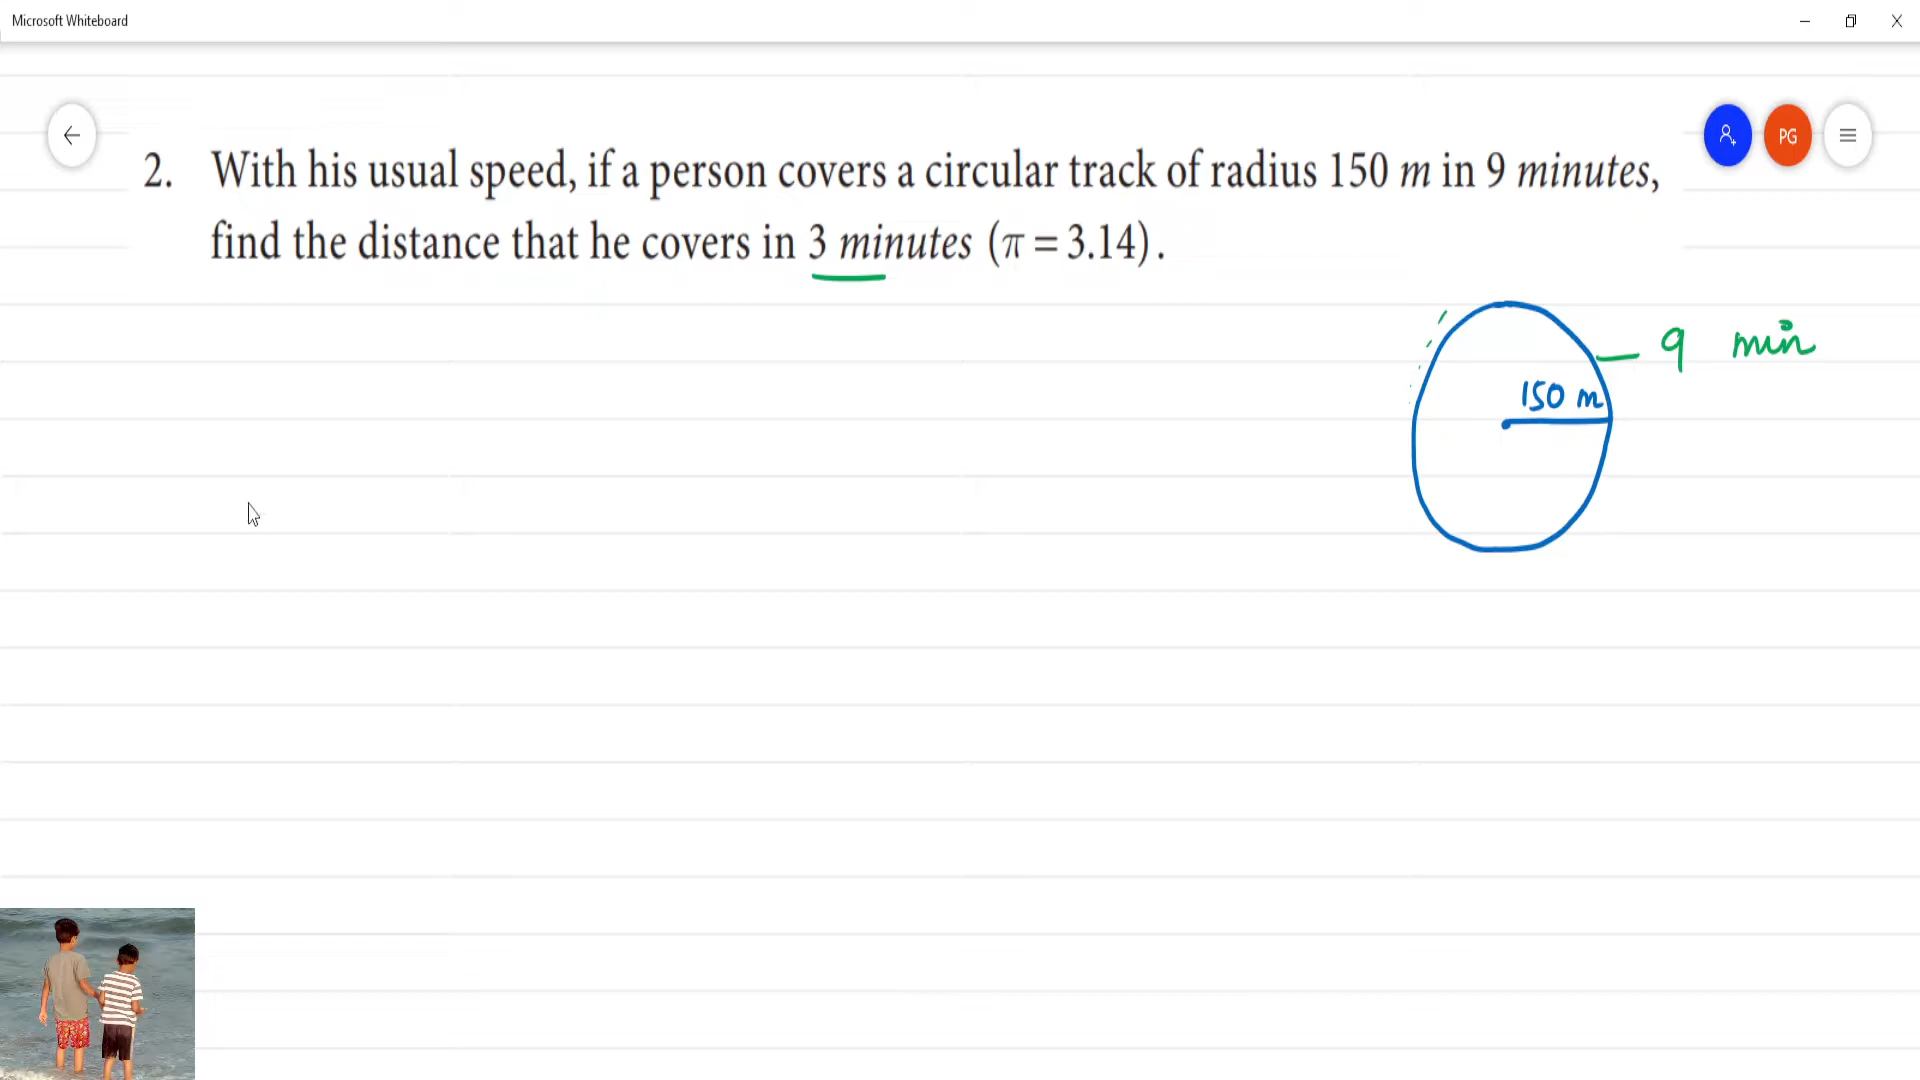 Microsoft Whiteboard
PG
2. With his usual speed, if a person covers a circular track of radius 150 m in 9 minutes,
find the distance that he covers in 3 minutes (π = 3.14).
9 min
150 m